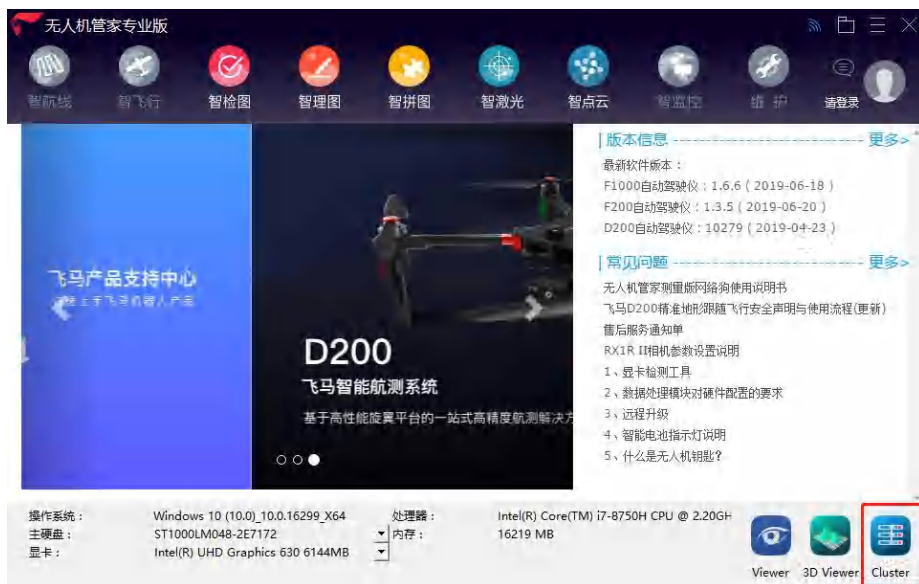 无人机管家专业版
智航线 智飞行 智检图 智理图 智拼图 智激光 智点云 智监控 维 护 请登录
飞马产品支持中心
D200
飞马智能航测系统
基于高性能旋翼平台的一站式高精度航测解决方
版本信息 更多>
最新软件版本：
F1000自动驾驶仪：1.6.6 ( 2019-06-18 )
F200自动驾驶仪：1.3.5 ( 2019-06-20 )
D200自动驾驶仪：10279 ( 2019-04-23 )
常见问题 更多>
无人机管家测量版网络狗使用说明书
飞马D200精准地形跟随飞行安全声明与使用流程(更新)
售后服务通知单
RX1R II相机参数设置说明
1、显卡检测工具
2、数据处理模块对硬件配置的要求
3、远程升级
4、智能电池指示灯说明
5、什么是无人机钥匙?
操作系统： Windows 10 (10.0)_10.0.16299_X64 处理器： Intel(R) Core(TM) i7-8750H CPU @ 2.20GH
主硬盘： ST1000LM048-2E7172 内存： 16219 MB
显卡： Intel(R) UHD Graphics 630 6144MB
Viewer 3D Viewer Cluster